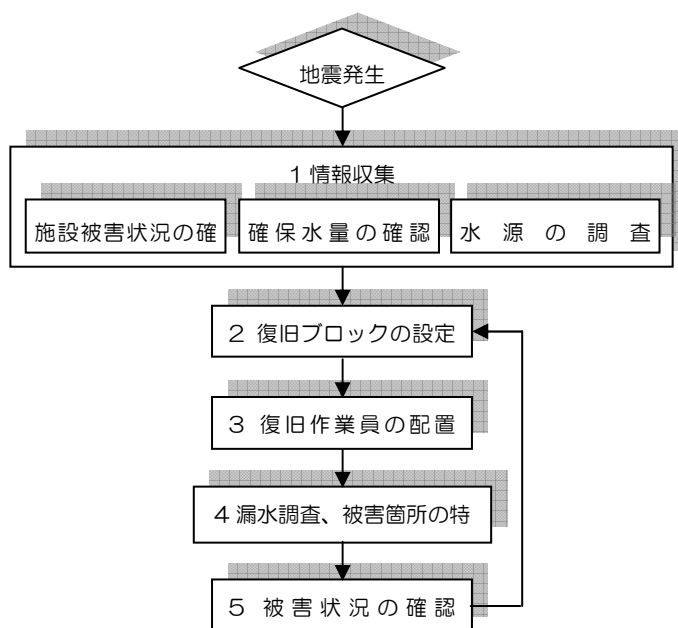 地震発生
1 情報収集
施設被害状況の確
確保水量の確認
水源の調査
2 復旧ブロックの設定
3 復旧作業員の配置
4 漏水調査、被害箇所の特
5 被害状況の確認